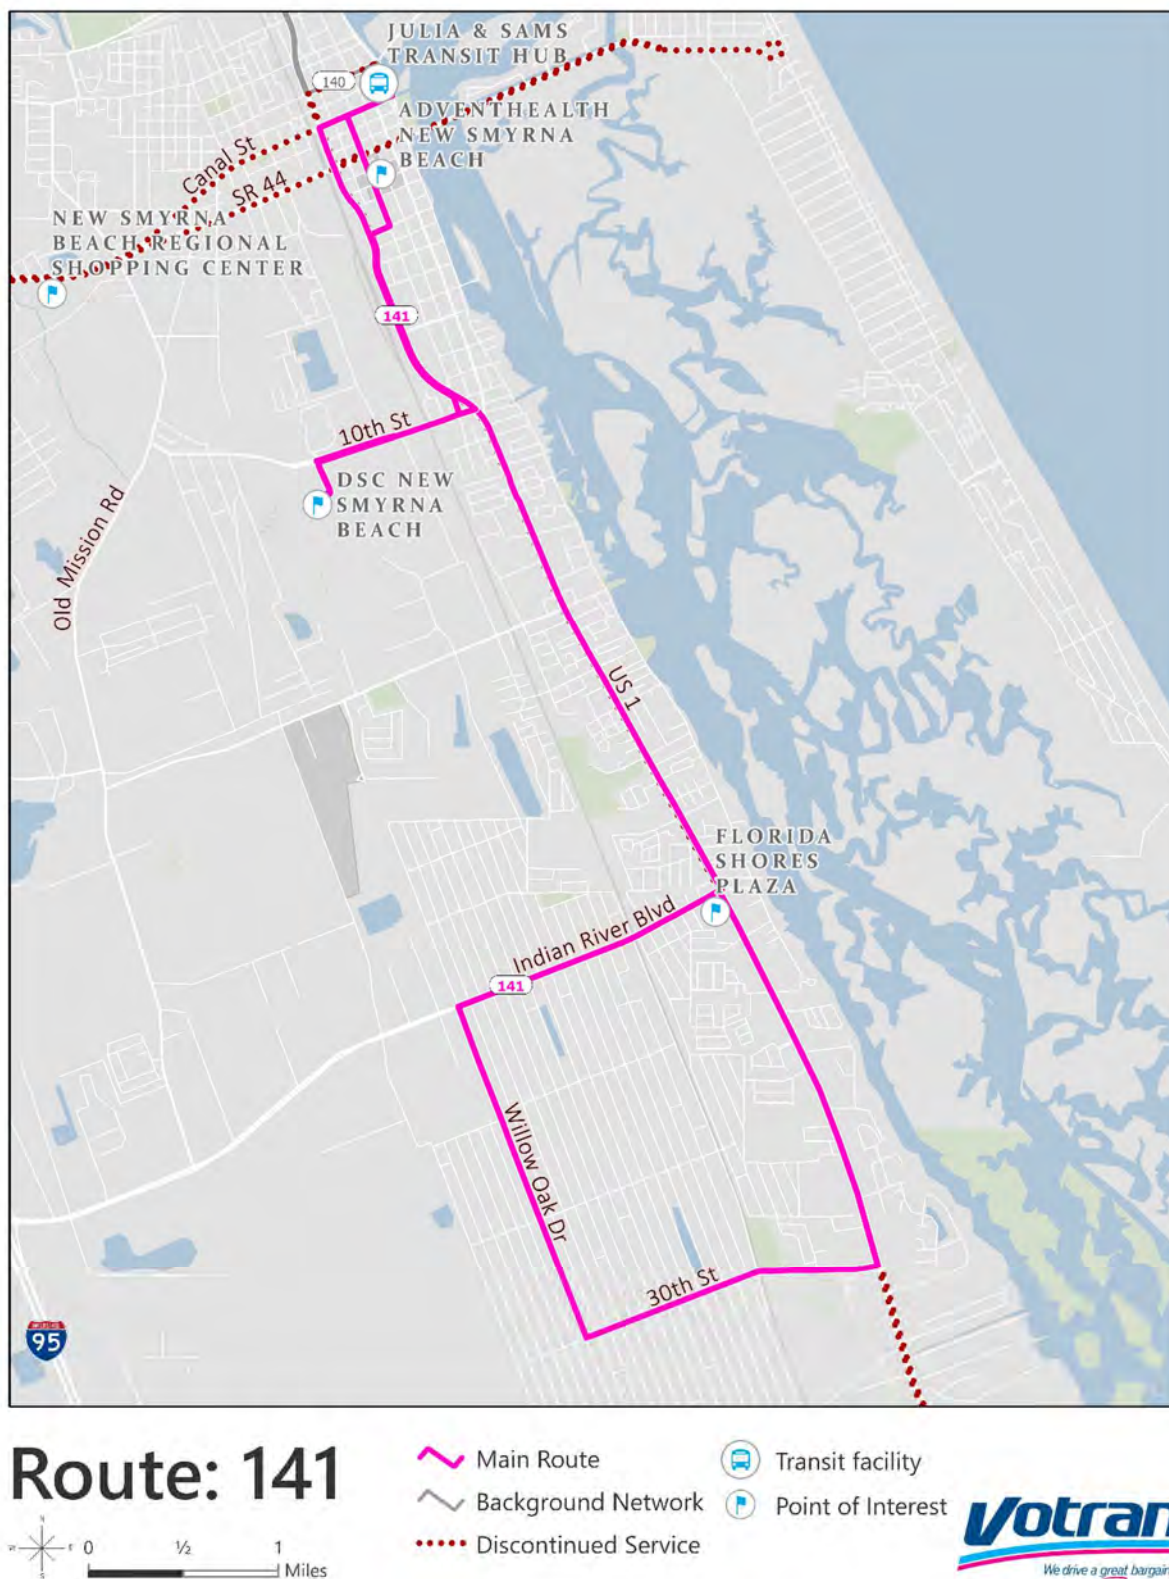 JULIA & SAMS
TRANSIT HUB
140
ADVENTHEALTH
NEW SMYRNA
BEACH
Canal St
SR 44
NEW SMYRNA
BEACH REGIONAL
SHOPPING CENTER
141
10th St
DSC NEW
SMYRNA
BEACH
Old Mission Rd
US 1
FLORIDA
SHORES
PLAZA
Indian River Blvd
141
Willow Oak Dr
30th St
95
Route: 141
N
E
S
0 ½ 1
Miles
Main Route
Background Network
Discontinued Service
Transit facility
Point of Interest
Votran
We drive a great bargain